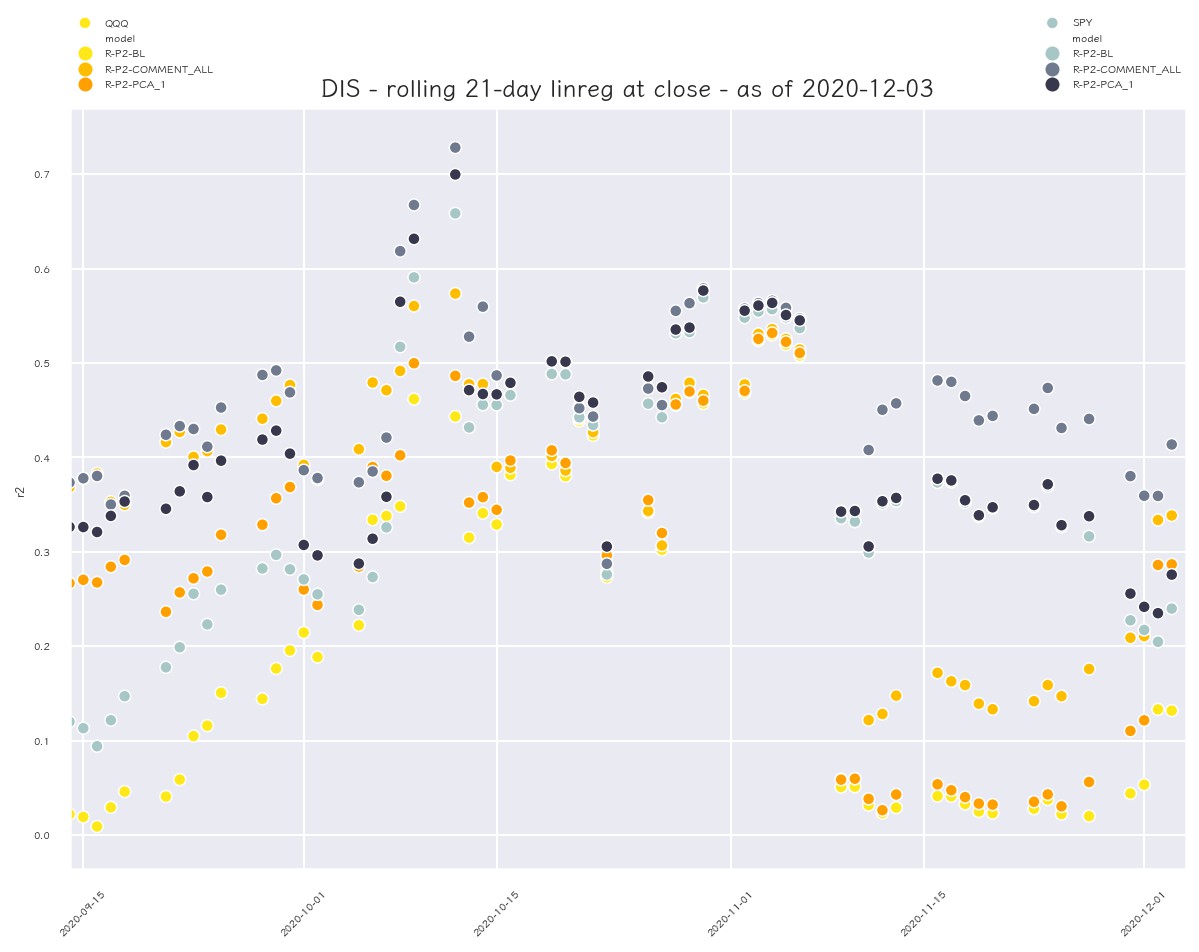 QQQ
model
R-P2-BL
R-P2-COMMENT_ALL
R-P2-PCA_1
SPY
model
R-P2-BL
R-P2-COMMENT_ALL
R-P2-PCA_1
DIS - rolling 21-day linreg at close - as of 2020-12-03
r2
0.7
0.6
0.5
0.4
0.3
0.2
0.1
0.0
2020-09-15
2020-10-01
2020-10-15
2020-11-01
2020-11-15
2020-12-01